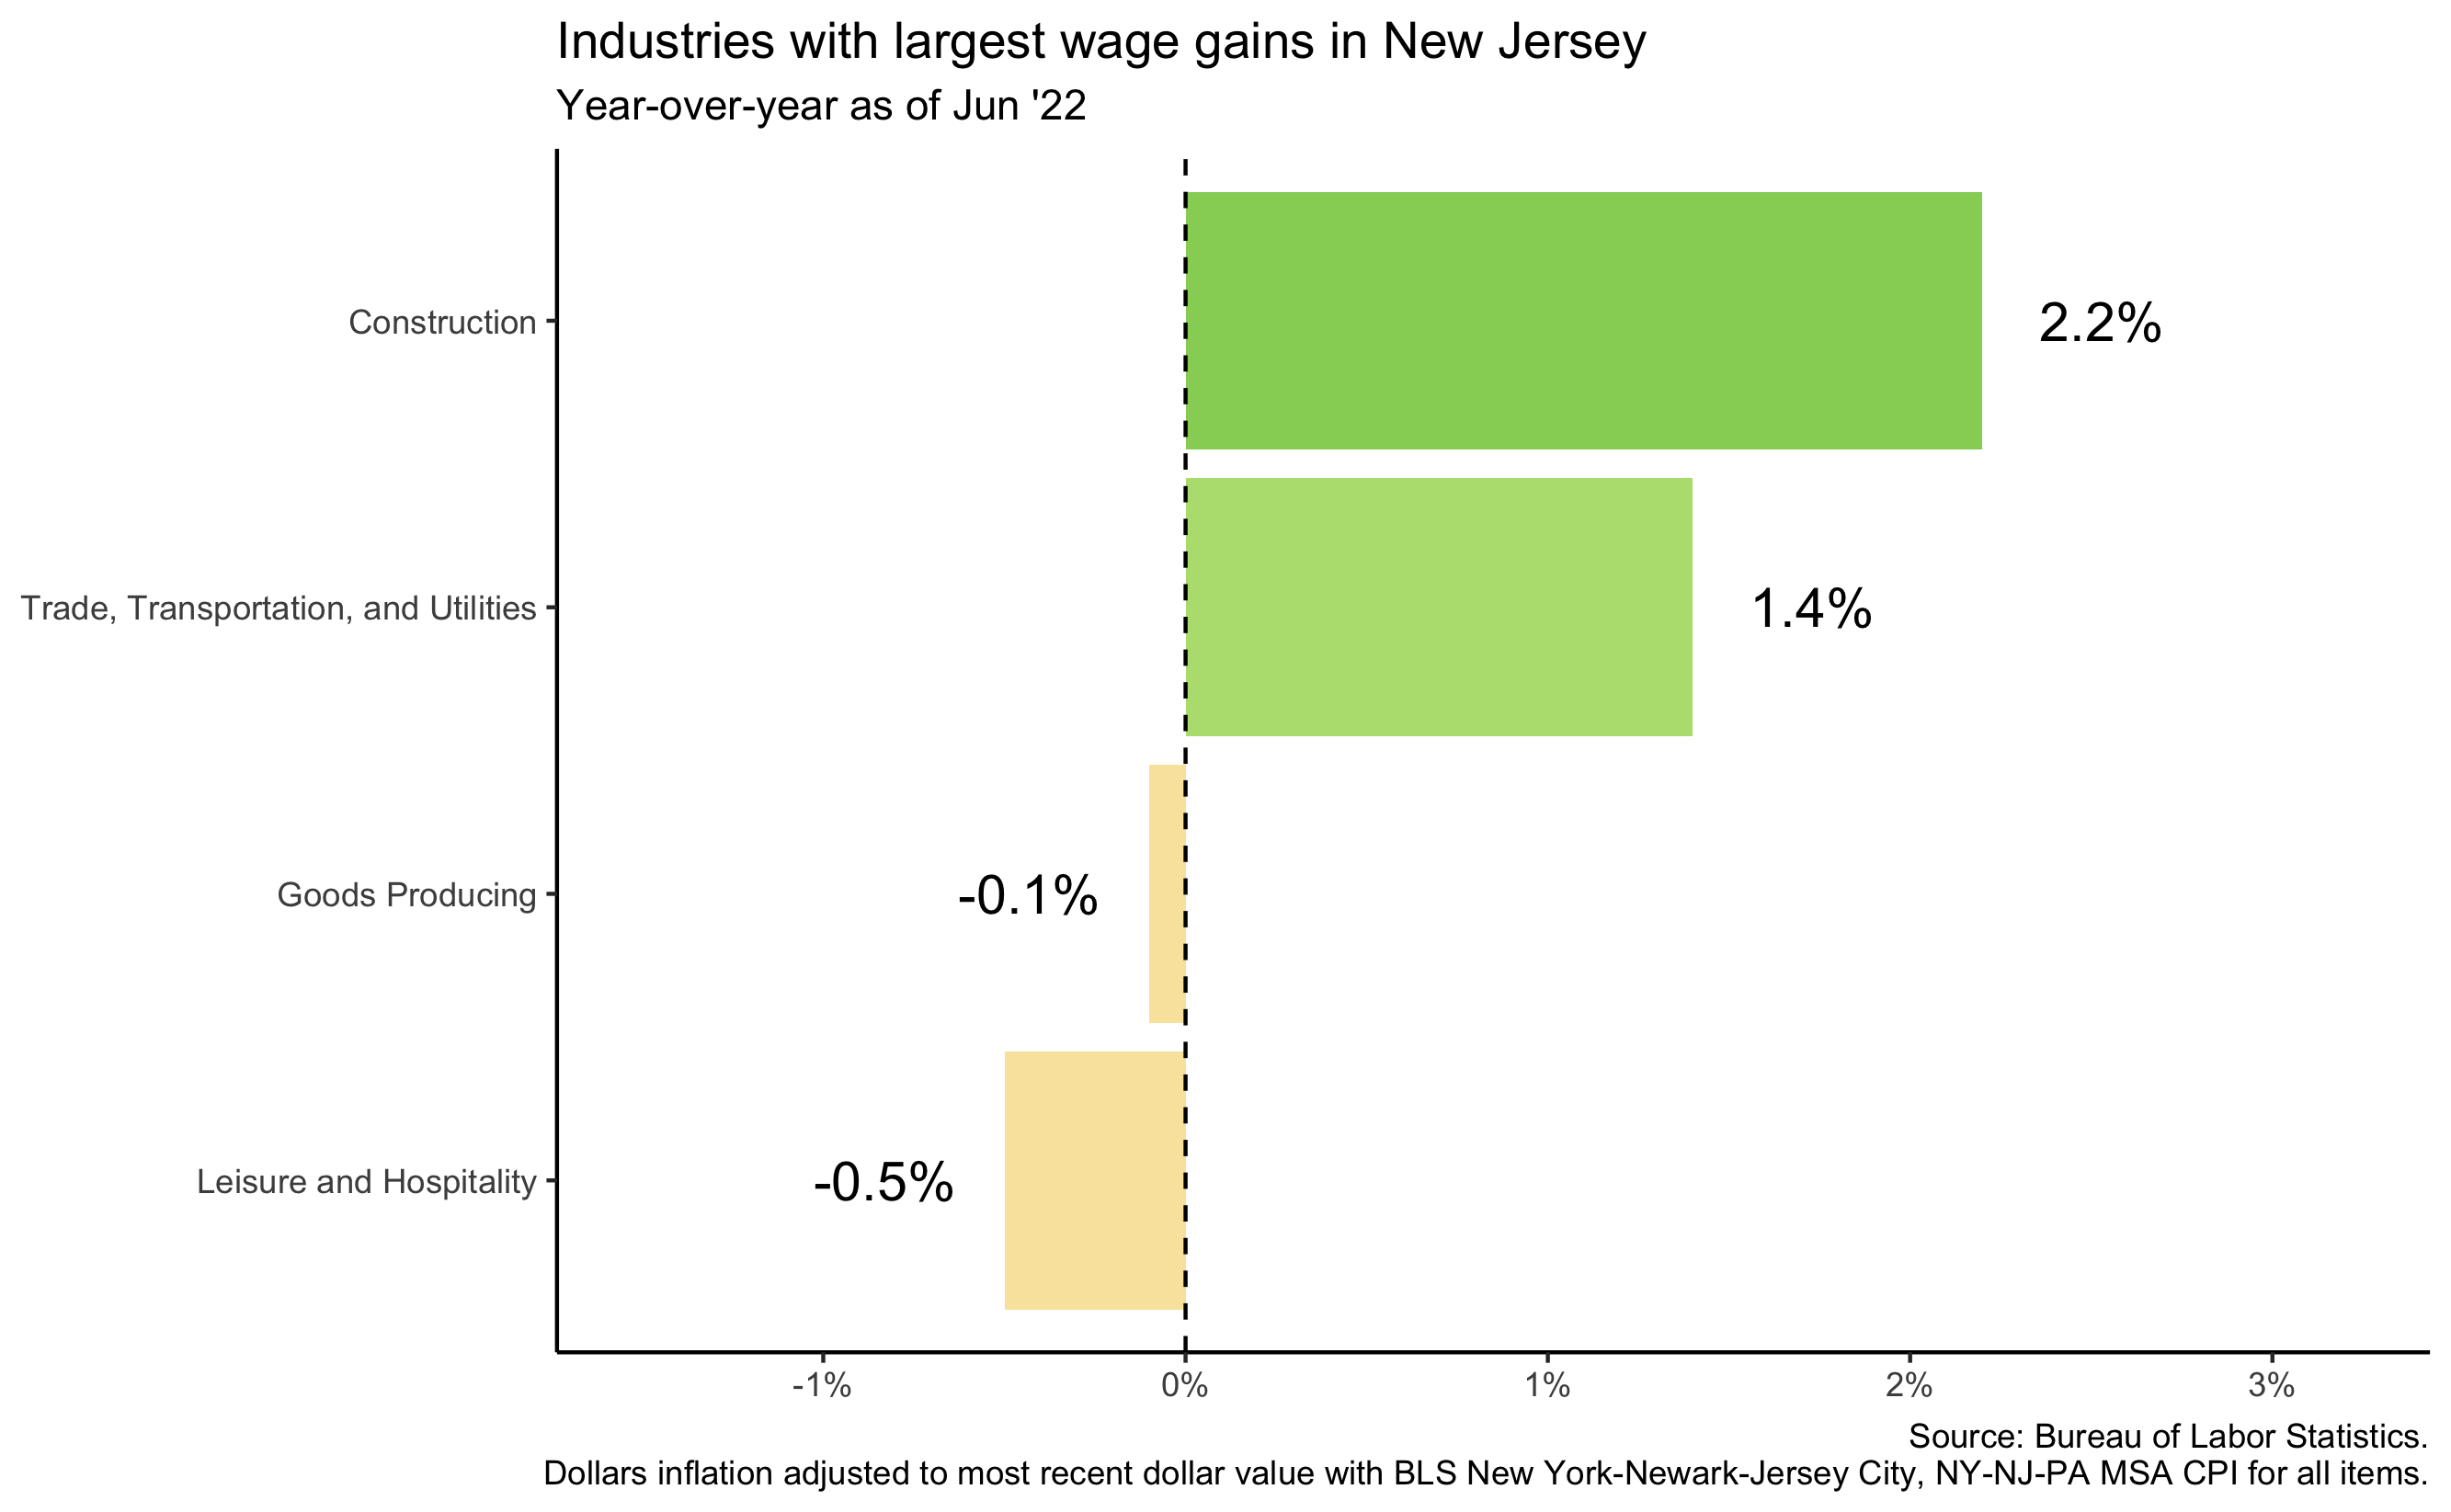 Industries with largest wage gains in New Jersey
Year-over-year as of Jun '22
Construction
2.2%
Trade, Transportation, and Utilities
1.4%
Goods Producing
-0.1%
Leisure and Hospitality
-0.5%
-1%
0%
1%
2%
3%
Source: Bureau of Labor Statistics.
Dollars inflation adjusted to most recent dollar value with BLS New York-Newark-Jersey City, NY-NJ-PA MSA CPI for all items.